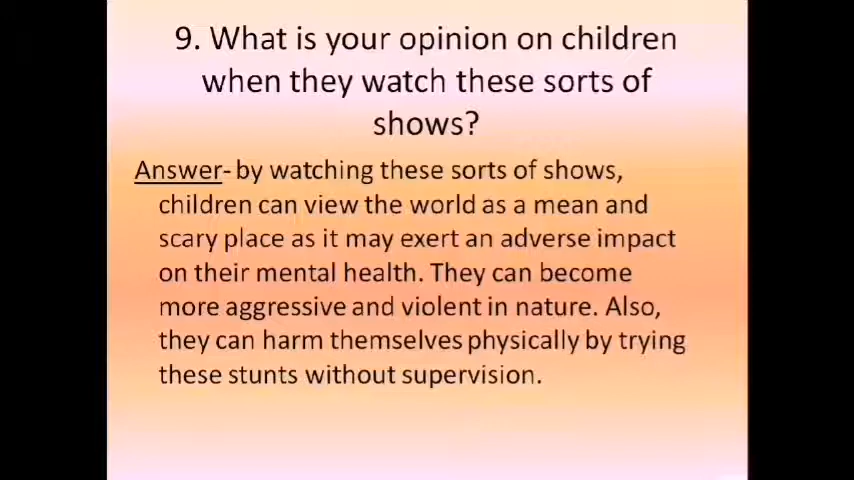 9. What is your opinion on children
when they watch these sorts of
shows?
Answer- by watching these sorts of shows,
children can view the world as a mean and
scary place as it may exert an adverse impact
on their mental health. They can become
more aggressive and violent in nature. Also,
they can harm themselves physically by trying
these stunts without supervision.